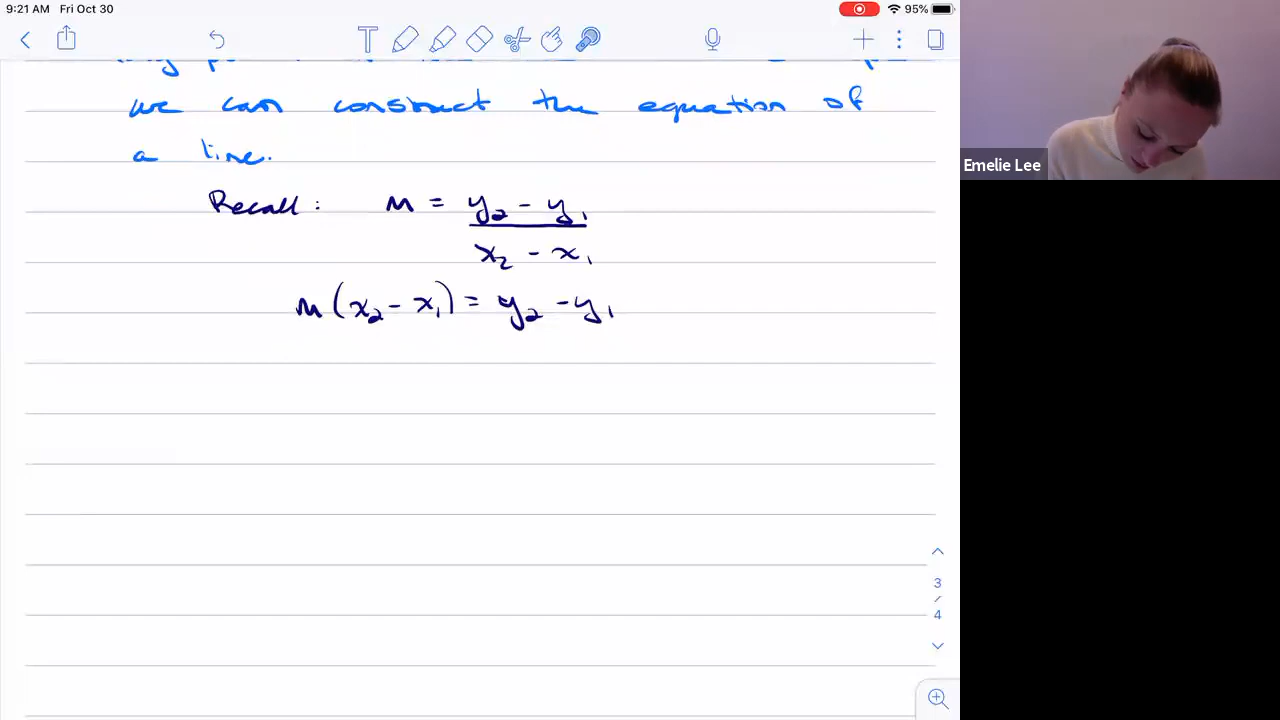 9:21 AM Fri Oct 30
95%
we can construct the equation of
a line.
Recall: m = y₂ - y₁
x₂ - x₁
m(x₂ - x₁) = y₂ - y₁
Emelie Lee
3
/
4